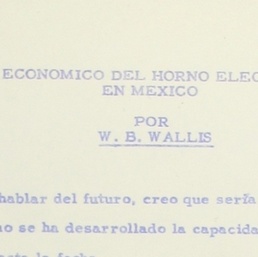 ECONOMICO DEL HORNO ELEC
EN MEXICO
POR
W. B. WALLIS
hablar del futuro, creo que sería
no se ha desarrollado la capacida